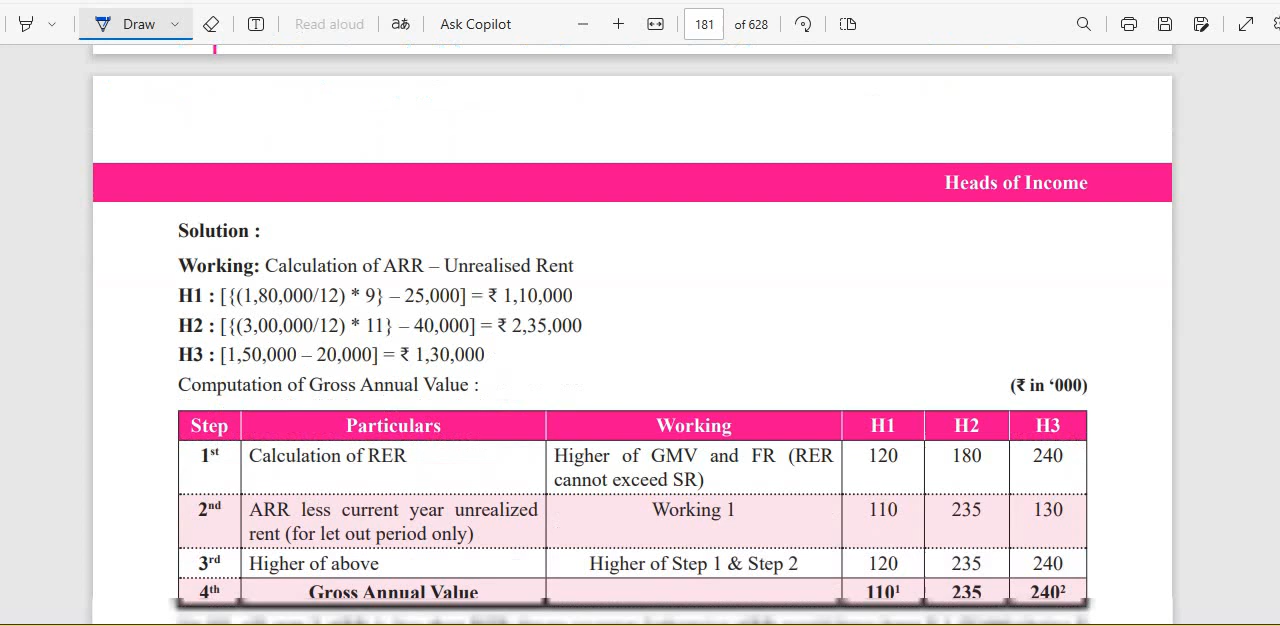 Draw
Read aloud
aあ
Ask Copilot
181 of 628
Heads of Income
Solution :
Working: Calculation of ARR – Unrealised Rent
H1 : [{(1,80,000/12) * 9} – 25,000] = ₹ 1,10,000
H2 : [{(3,00,000/12) * 11} – 40,000] = ₹ 2,35,000
H3 : [1,50,000 – 20,000] = ₹ 1,30,000
Computation of Gross Annual Value : (₹ in ‘000)
Step Particulars Working H1 H2 H3
1st Calculation of RER Higher of GMV and FR (RER 120 180 240
cannot exceed SR)
2nd ARR less current year unrealized Working 1 110 235 130
rent (for let out period only)
3rd Higher of above Higher of Step 1 & Step 2 120 235 240
4th Gross Annual Value 110¹ 235 240²